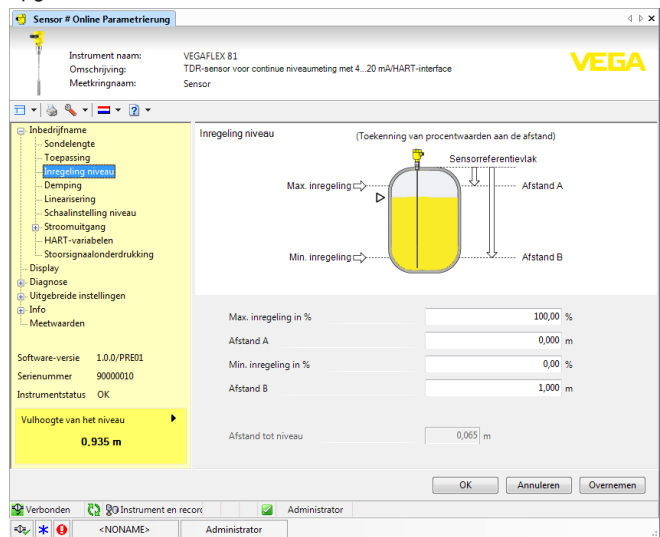 Sensor # Online Parametrierung
Instrument naam: VEGAFLEX 81
Omschrijving: TDR-sensor voor continue niveaumeting met 4...20 mA/HART-interface
Meetkringnaam: Sensor
VEGA
Inbedrijfname
Sondelengte
Toepassing
Inregeling niveau
Demping
Linearisering
Schaalinstelling niveau
Stroomuitgang
HART-variabelen
Stoorsignaalonderdrukking
Display
Diagnose
Uitgebreide instellingen
Info
Meetwaarden
Software-versie 1.0.0/PRE01
Serienummer 90000010
Instrumentstatus OK
Vulhoogte van het niveau
0,935 m
Inregeling niveau
(Toekenning van procentwaarden aan de afstand)
Sensorreferentievlak
Max. inregeling
Afstand A
Min. inregeling
Afstand B
Max. inregeling in % 100,00 %
Afstand A 0,000 m
Min. inregeling in % 0,00 %
Afstand B 1,000 m
Afstand tot niveau 0,065 m
OK Annuleren Overnemen
Verbonden Instrument en record Administrator
<NONAME> Administrator